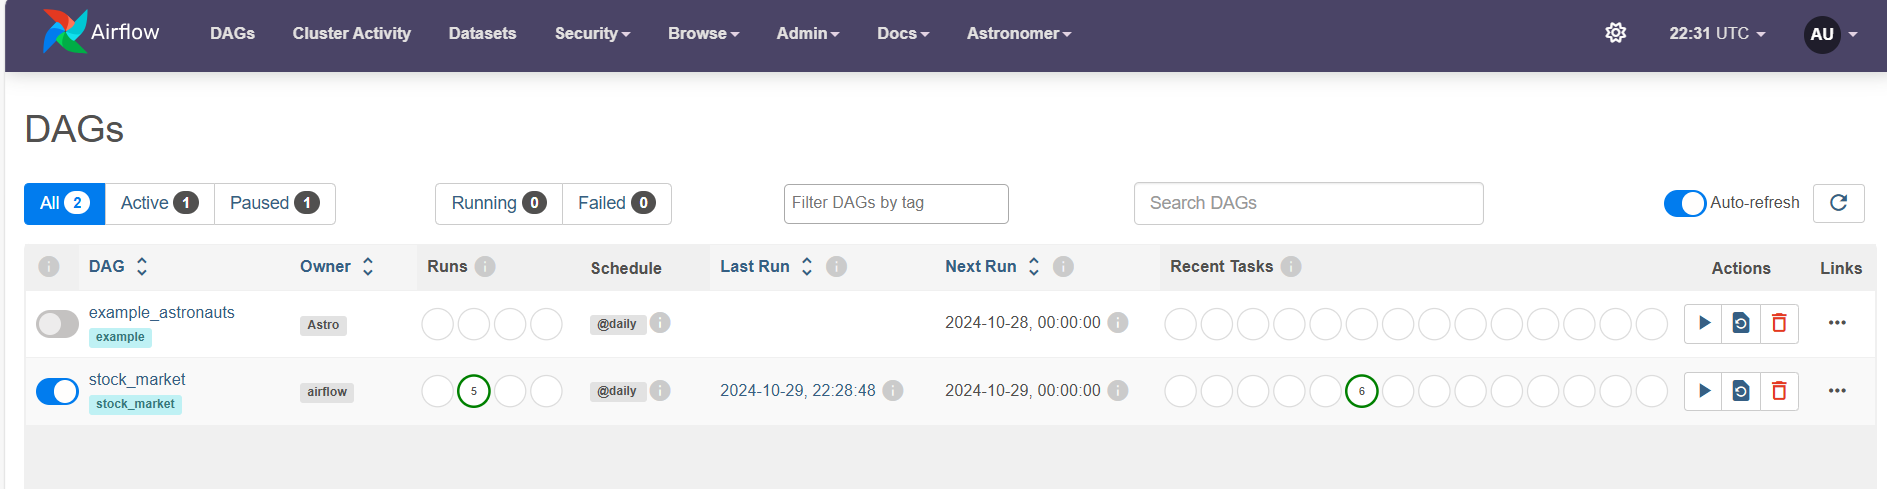 Airflow DAGs Cluster Activity Datasets Security Browse Admin Docs Astronomer 22:31 UTC AU
DAGs
All 2 Active 1 Paused 1 Running 0 Failed 0 Filter DAGs by tag Search DAGs Auto-refresh
i DAG Owner Runs i Schedule Last Run i Next Run i Recent Tasks i Actions Links
example_astronauts
example Astro @daily i 2024-10-28, 00:00:00 i
stock_market
stock_market airflow 5 @daily i 2024-10-29, 22:28:48 i 2024-10-29, 00:00:00 i 6